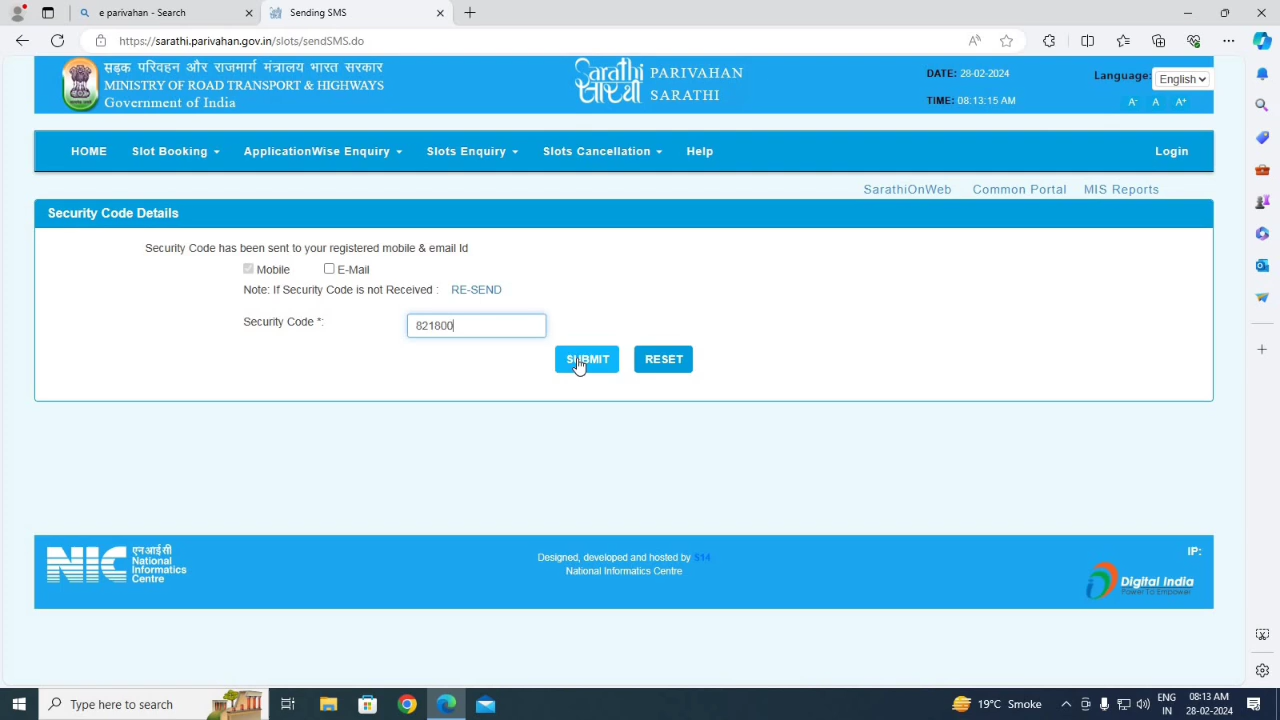 e parivahan - Search
Sending SMS
https://sarathi.parivahan.gov.in/slots/sendSMS.do
सड़क परिवहन और राजमार्ग मंत्रालय भारत सरकार
MINISTRY OF ROAD TRANSPORT & HIGHWAYS
Government of India
Sarathi
सारथी
PARIVAHAN
SARATHI
DATE: 28-02-2024
TIME: 08:13:15 AM
Language: English
A- A A+
HOME Slot Booking ApplicationWise Enquiry Slots Enquiry Slots Cancellation Help Login
SarathiOnWeb Common Portal MIS Reports
Security Code Details
Security Code has been sent to your registered mobile & email Id
Mobile E-Mail
Note: If Security Code is not Received : RE-SEND
Security Code *: 821800
SUBMIT RESET
NIC
एनआईसी
National
Informatics
Centre
Designed, developed and hosted by S14
National Informatics Centre
IP:
Digital India
Power To Empower
Type here to search
19°C Smoke
ENG
IN
08:13 AM
28-02-2024